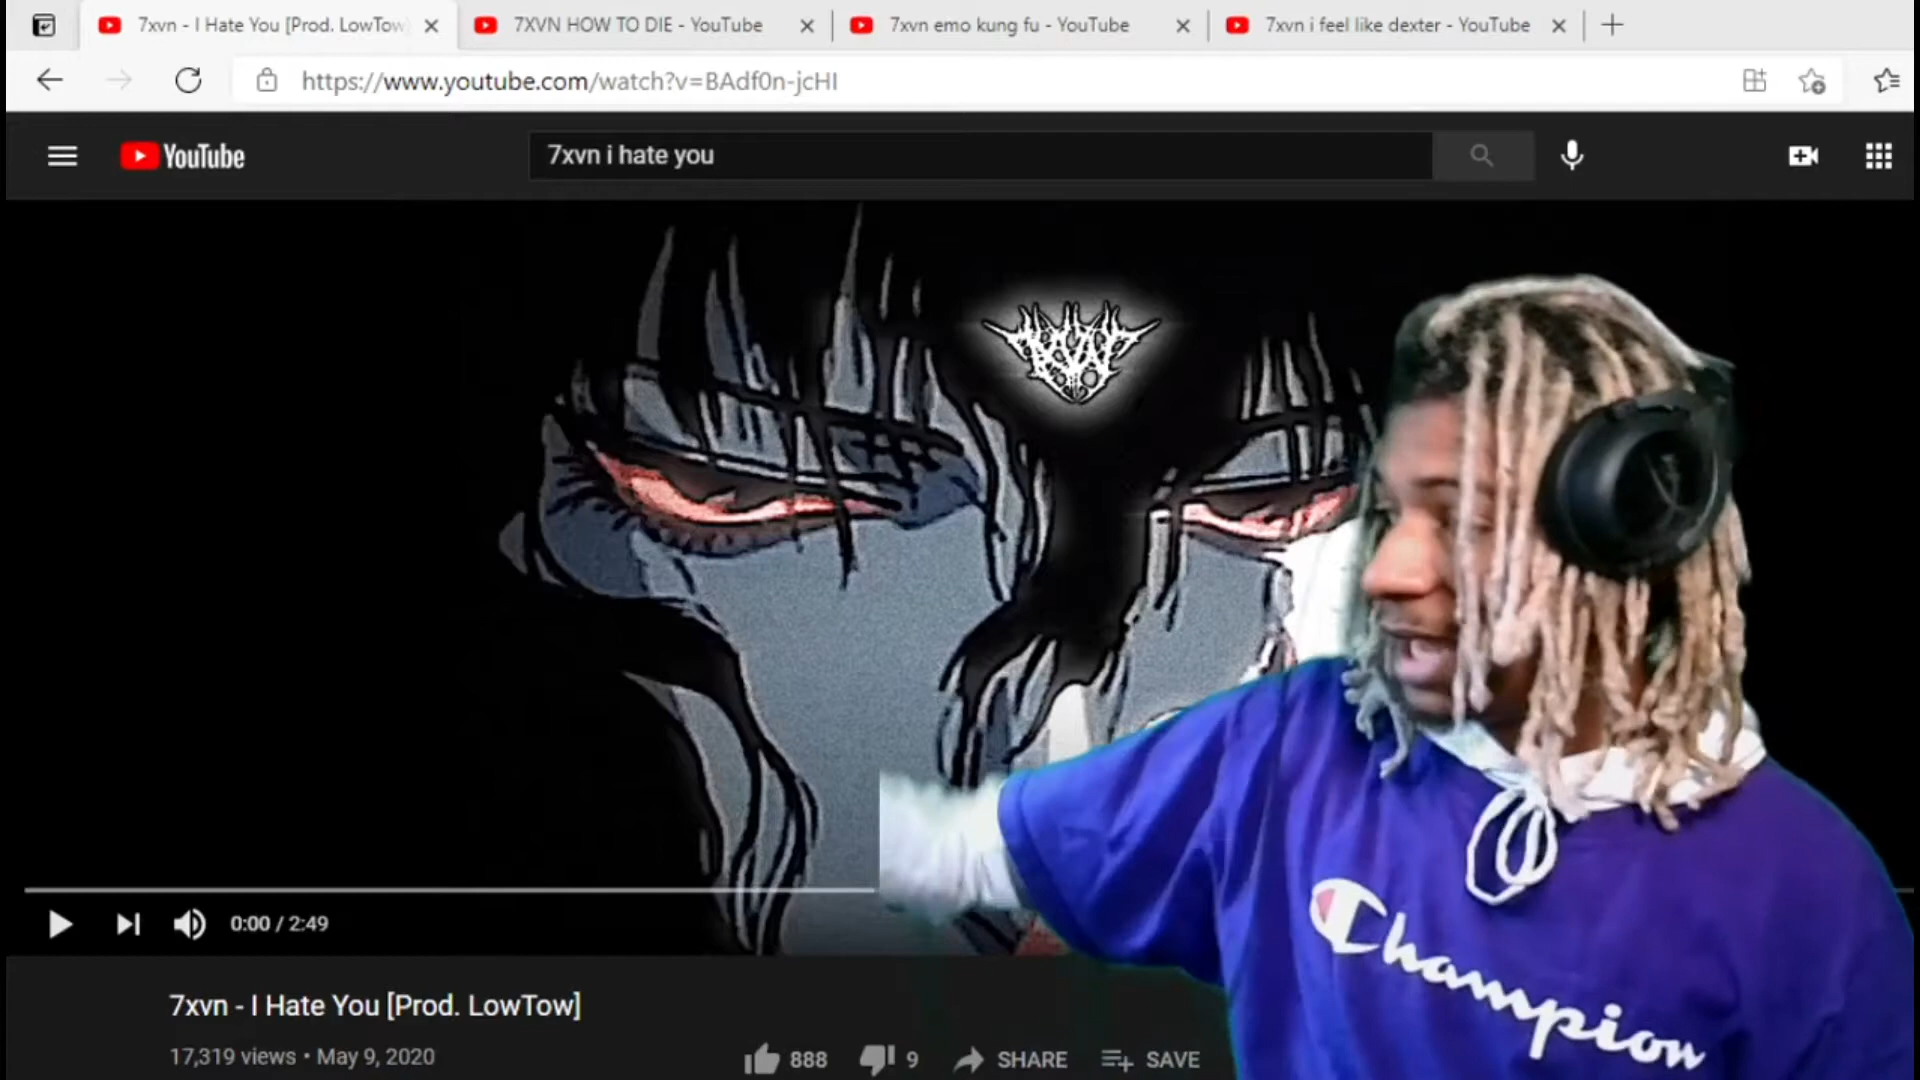 7xvn - I Hate You [Prod. LowTow
7XVN HOW TO DIE - YouTube
7xvn emo kung fu - YouTube
7xvn i feel like dexter - YouTube
https://www.youtube.com/watch?v=BAdf0n-jcHI
YouTube
7xvn i hate you
7XVN
Champion
0:00 / 2:49
7xvn - I Hate You [Prod. LowTow]
17,319 views • May 9, 2020
888
9
SHARE
SAVE